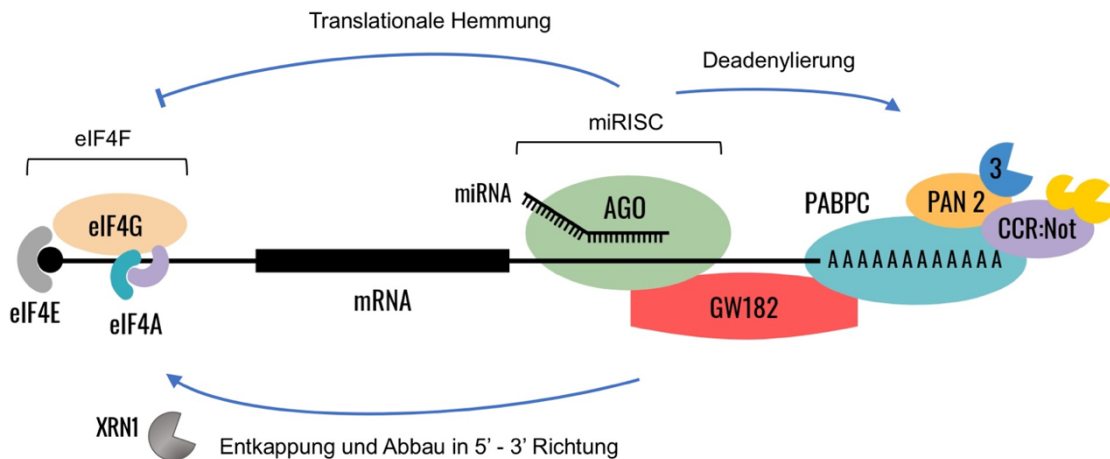 Translationale Hemmung
Deadenylierung
eIF4F
miRISC
miRNA
AGO
PABPC
PAN 2
3
CCR:Not
eIF4G
eIF4E
eIF4A
mRNA
GW182
AAAAAAAAAAAA
XRN1
Entkappung und Abbau in 5' - 3' Richtung